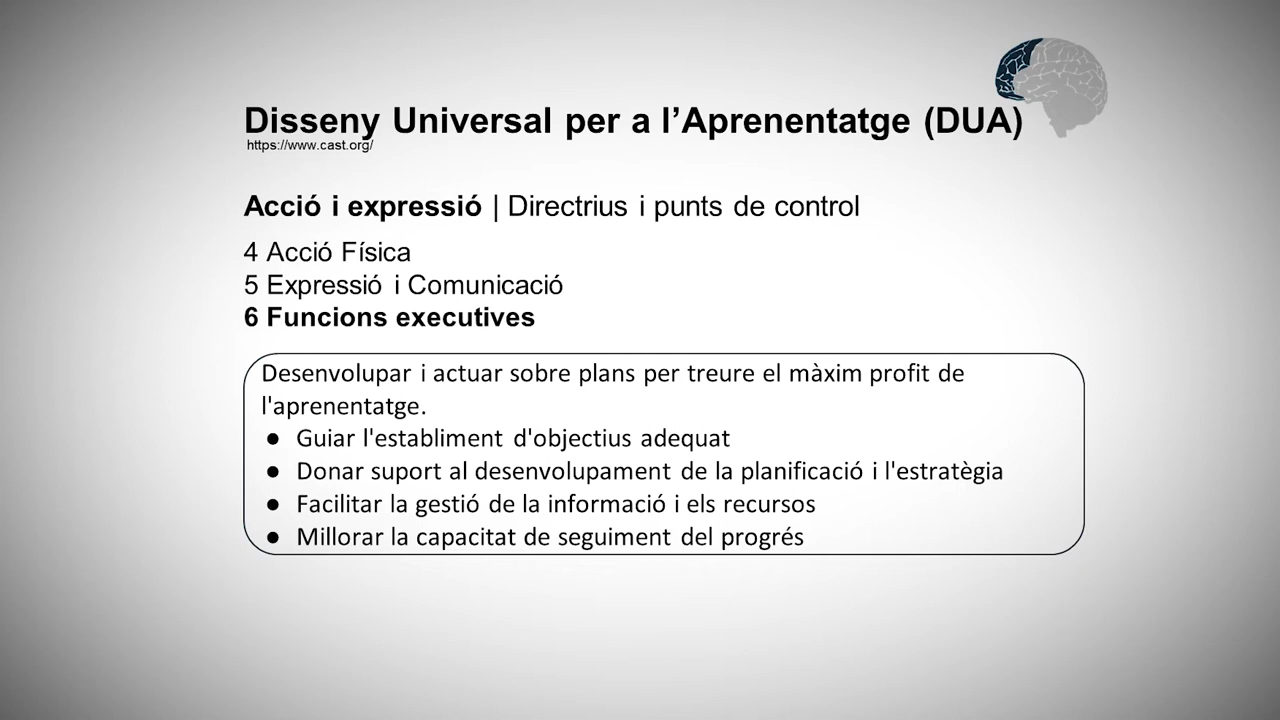 Disseny Universal per a l’Aprenentatge (DUA)
https://www.cast.org/
Acció i expressió | Directrius i punts de control
4 Acció Física
5 Expressió i Comunicació
6 Funcions executives
Desenvolupar i actuar sobre plans per treure el màxim profit de
l'aprenentatge.
● Guiar l'establiment d'objectius adequat
● Donar suport al desenvolupament de la planificació i l'estratègia
● Facilitar la gestió de la informació i els recursos
● Millorar la capacitat de seguiment del progrés